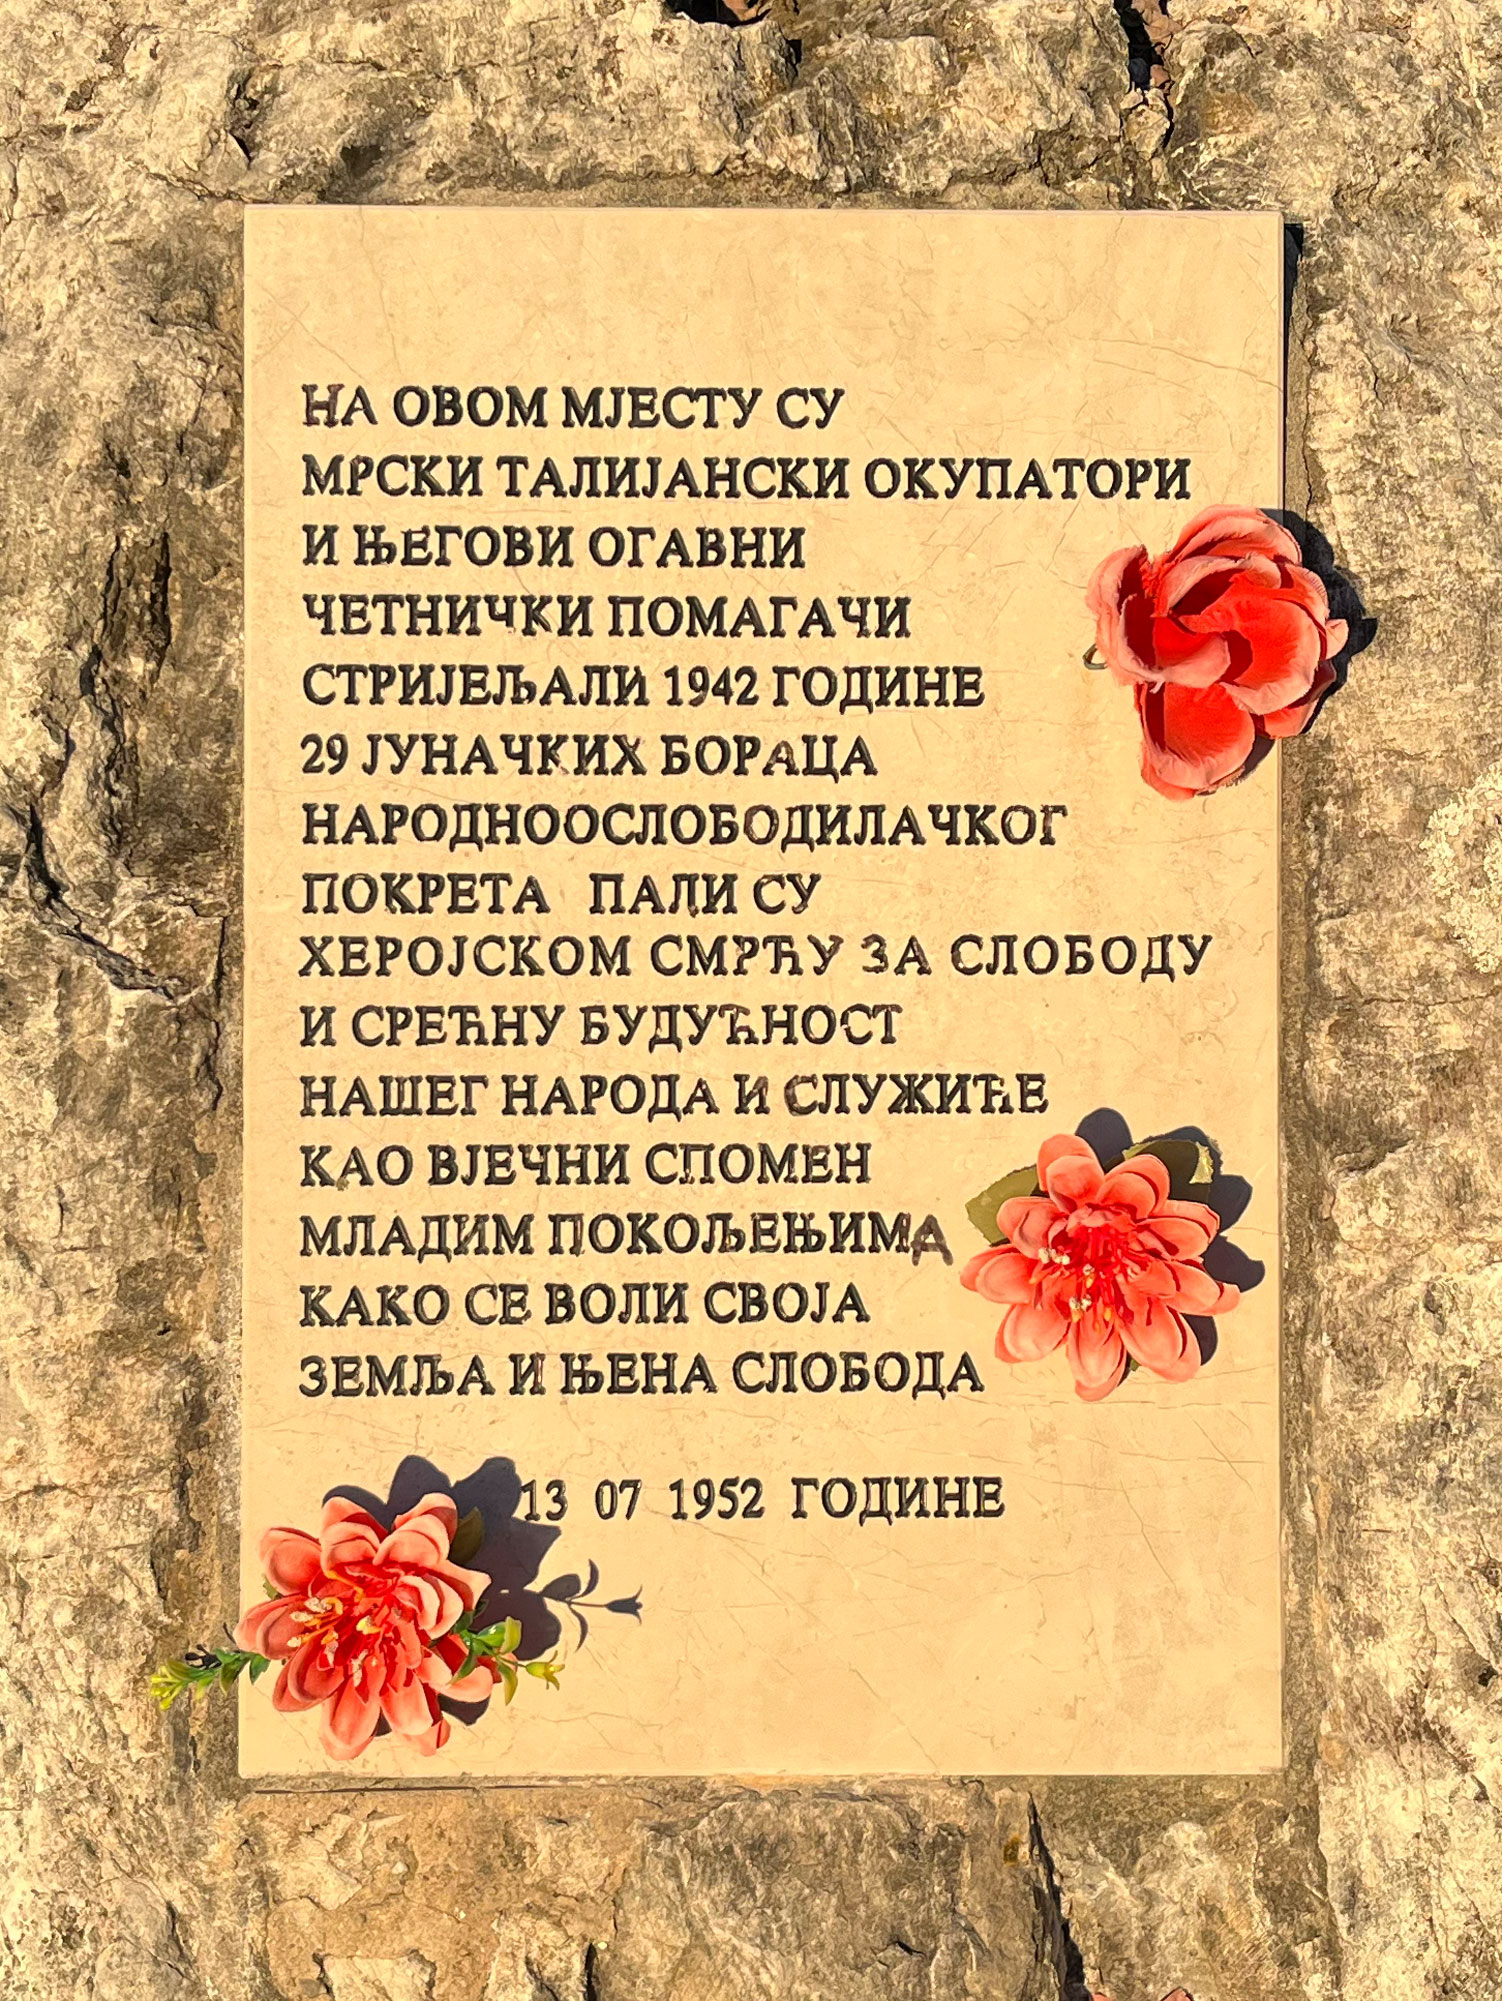 НА ОВОМ МЈЕСТУ СУ
МРСКИ ТАЛИЈАНСКИ ОКУПАТОРИ
И ЊЕГОВИ ОГАВНИ
ЧЕТНИЧКИ ПОМАГАЧИ
СТРИЈЕЉАЛИ 1942 ГОДИНЕ
29 ЈУНАЧКИХ БОРАЦА
НАРОДНООСЛОБОДИЛАЧКОГ
ПОКРЕТА ПАЛИ СУ
ХЕРОЈСКОМ СМРЋУ ЗА СЛОБОДУ
И СРЕЋНУ БУДУЋНОСТ
НАШЕГ НАРОДА И СЛУЖИЋЕ
КАО ВЈЕЧНИ СПОМЕН
МЛАДИМ ПОКОЉЕЊИМА
КАКО СЕ ВОЛИ СВОЈА
ЗЕМЉА И ЊЕНА СЛОБОДА
13 07 1952 ГОДИНЕ